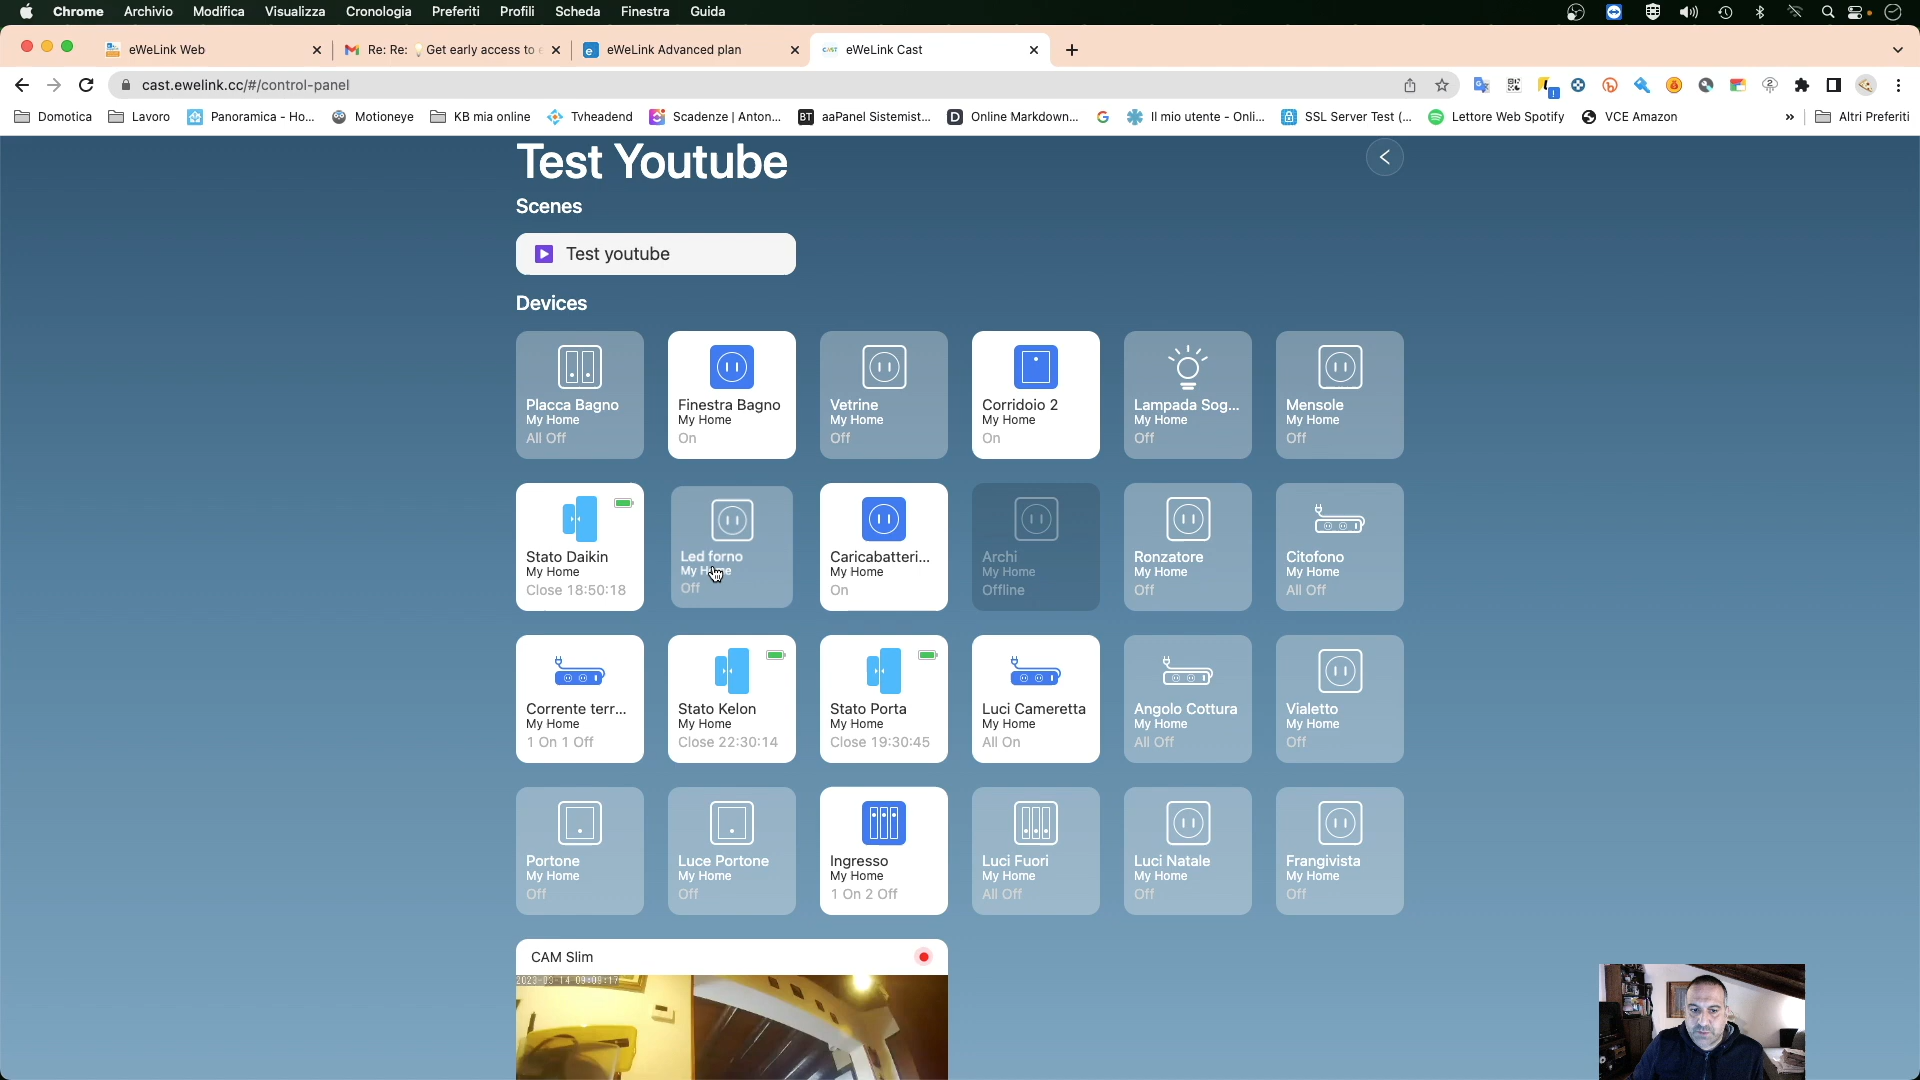 Chrome Archivio Modifica Visualizza Cronologia Preferiti Profili Scheda Finestra Guida
eWeLink Web
Re: Re: 💡Get early access to e
eWeLink Advanced plan
CAST eWeLink Cast
cast.ewelink.cc/#/control-panel
Domotica Lavoro Panoramica - Ho... Motioneye KB mia online Tvheadend Scadenze | Anton... BT aaPanel Sistemist... D Online Markdown... Il mio utente - Onli... SSL Server Test (... Lettore Web Spotify VCE Amazon » Altri Preferiti
Test Youtube
Scenes
Test youtube
Devices
Placca Bagno
My Home
All Off
Finestra Bagno
My Home
On
Vetrine
My Home
Off
Corridoio 2
My Home
On
Lampada Sog...
My Home
Off
Mensole
My Home
Off
Stato Daikin
My Home
Close 18:50:18
Led forno
My Home
Off
Caricabatteri...
My Home
On
Archi
My Home
Offline
Ronzatore
My Home
Off
Citofono
My Home
All Off
Corrente terr...
My Home
1 On 1 Off
Stato Kelon
My Home
Close 22:30:14
Stato Porta
My Home
Close 19:30:45
Luci Cameretta
My Home
All On
Angolo Cottura
My Home
All Off
Vialetto
My Home
Off
Portone
My Home
Off
Luce Portone
My Home
Off
Ingresso
My Home
1 On 2 Off
Luci Fuori
My Home
All Off
Luci Natale
My Home
Off
Frangivista
My Home
Off
CAM Slim
2023-03-14 09:09:17